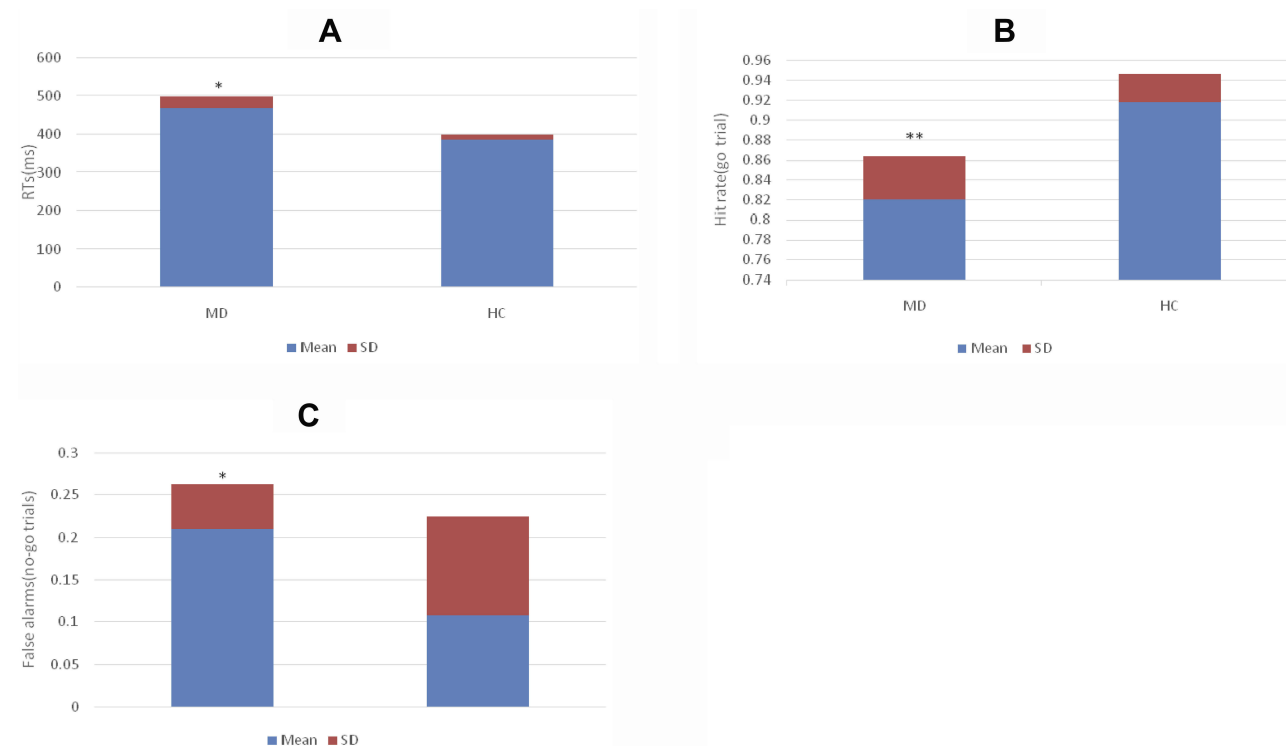 A
600
500
400
300
200
100
0
RTs(ms)
*
MD
HC
Mean
SD
B
0.96
0.94
0.92
0.9
0.88
0.86
0.84
0.82
0.8
0.78
0.76
0.74
Hit rate(go trial)
**
MD
HC
Mean
SD
C
0.3
0.25
0.2
0.15
0.1
0.05
0
False alarms(no-go trials)
*
Mean
SD